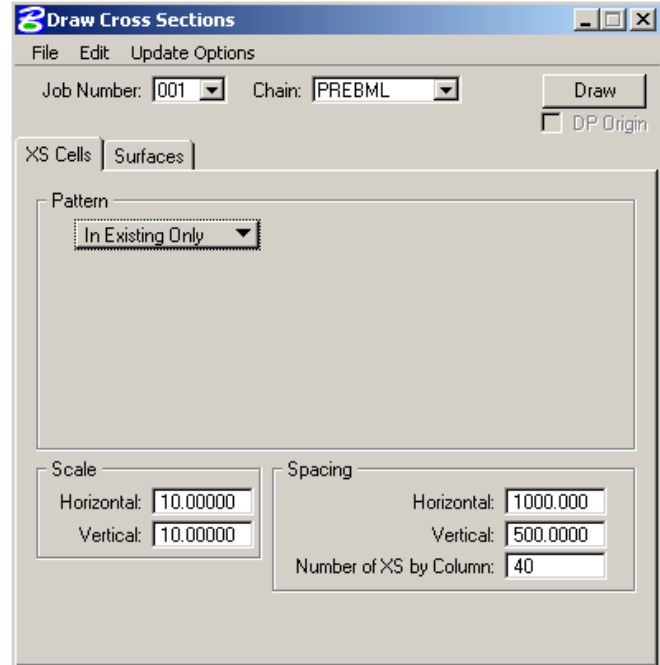 Draw Cross Sections
File Edit Update Options
Job Number: 001 Chain: PREBML Draw
DP Origin
XS Cells Surfaces
Pattern
In Existing Only
Scale Spacing
Horizontal: 10.00000 Horizontal: 1000.000
Vertical: 10.00000 Vertical: 500.0000
Number of XS by Column: 40